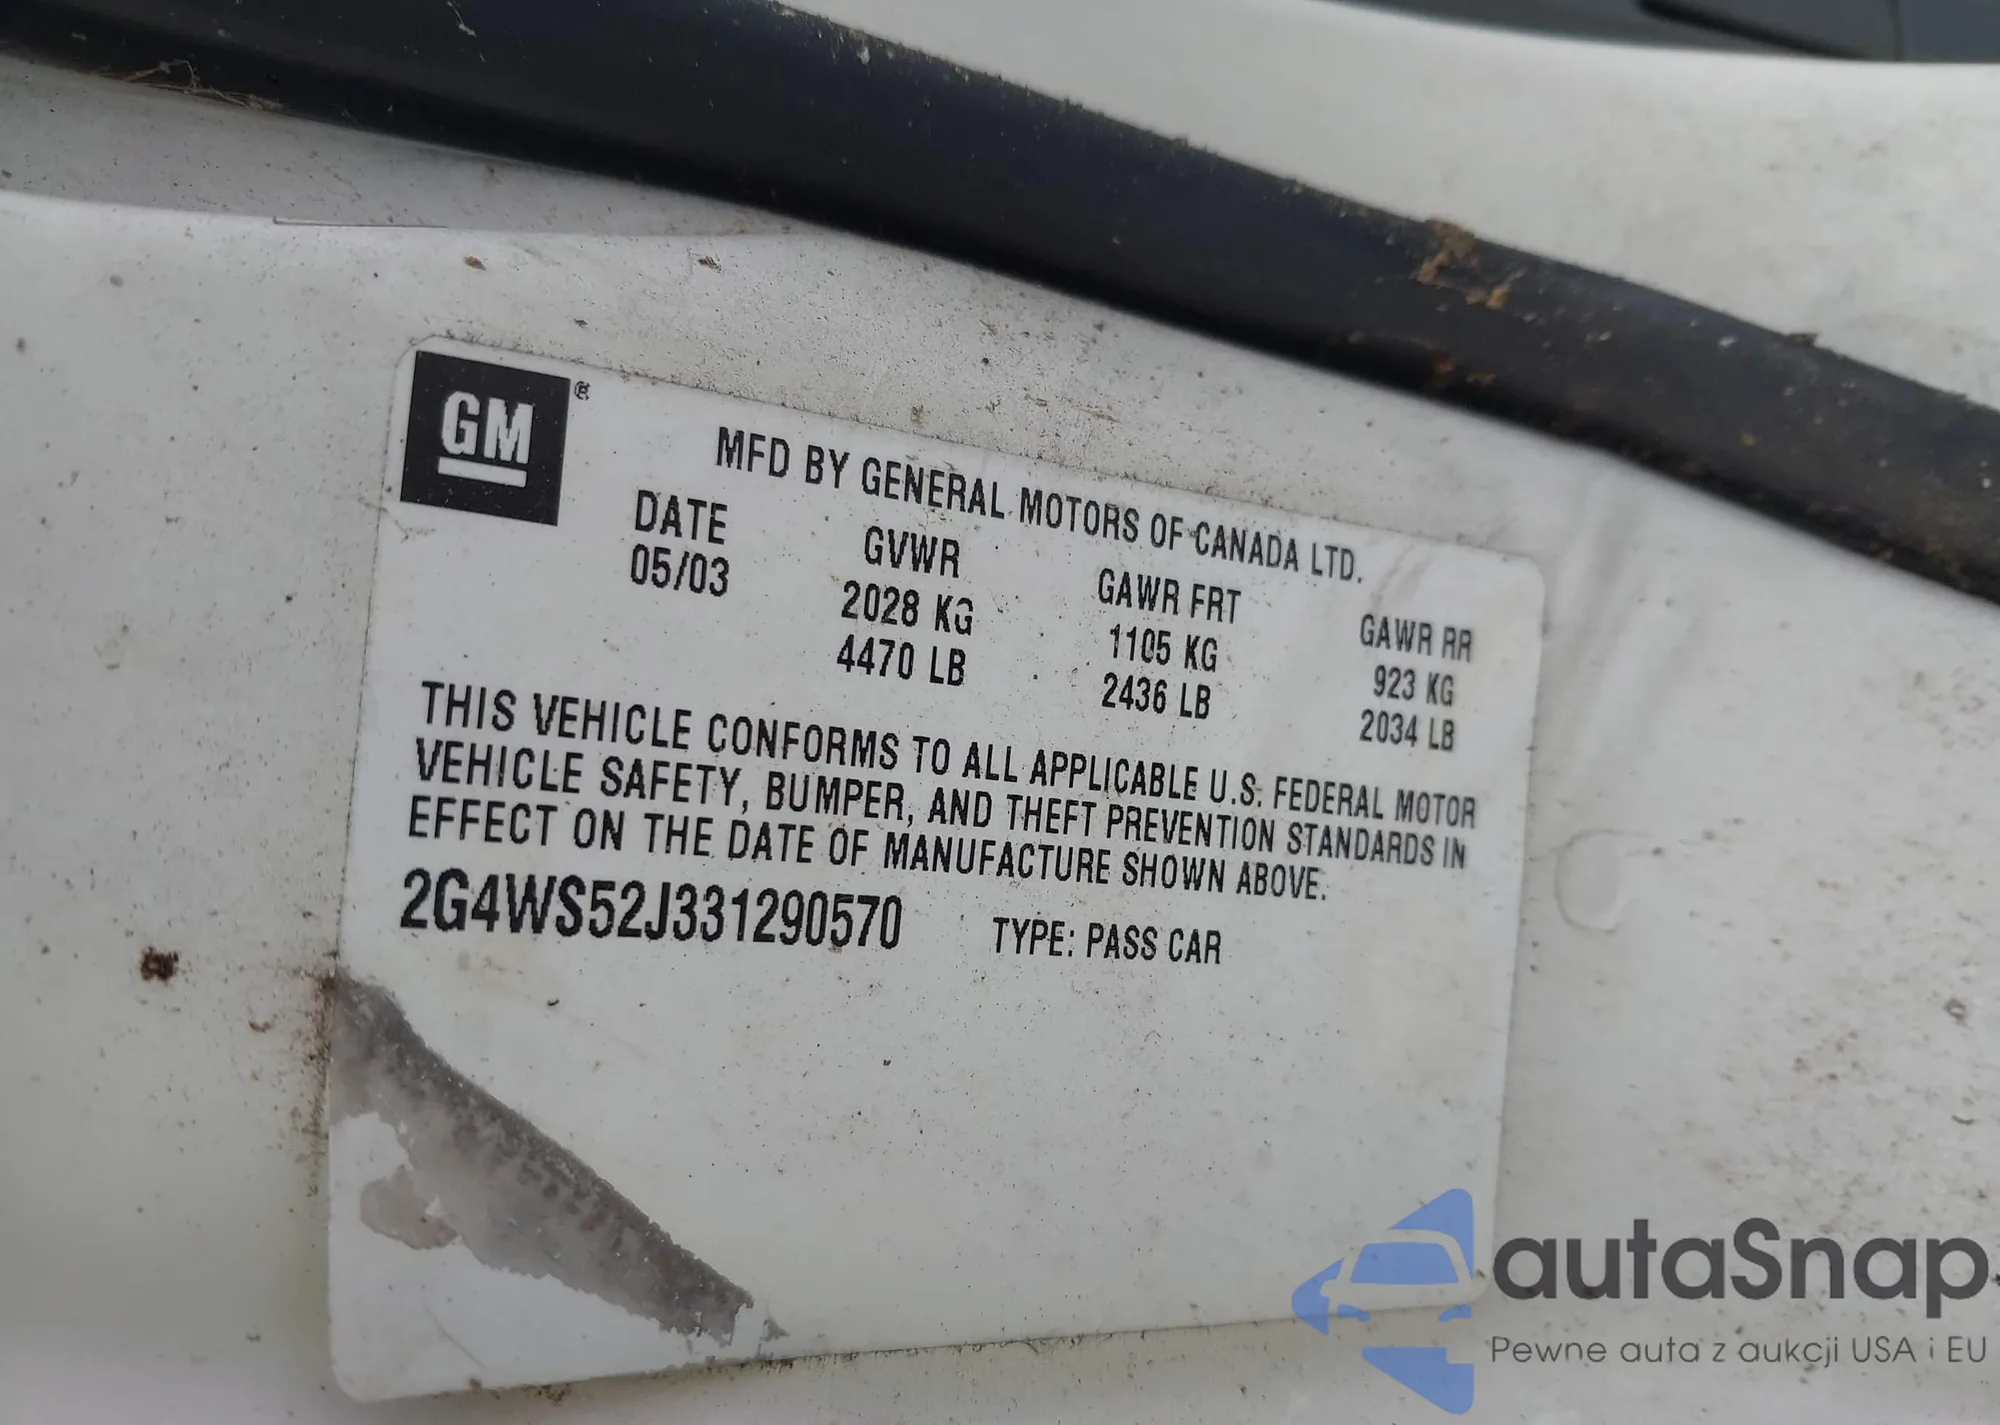 GM®
MFD BY GENERAL MOTORS OF CANADA LTD.
DATE GVWR GAWR FRT GAWR RR
05/03 2028 KG 1105 KG 923 KG
4470 LB 2436 LB 2034 LB
THIS VEHICLE CONFORMS TO ALL APPLICABLE U.S. FEDERAL MOTOR
VEHICLE SAFETY, BUMPER, AND THEFT PREVENTION STANDARDS IN
EFFECT ON THE DATE OF MANUFACTURE SHOWN ABOVE.
2G4WS52J331290570 TYPE: PASS CAR
autaSnap
Pewne auta z aukcji USA i EU